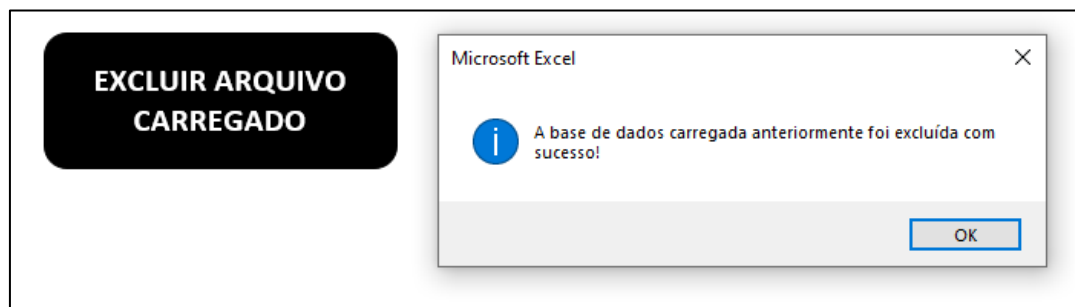 EXCLUIR ARQUIVO
CARREGADO
Microsoft Excel
A base de dados carregada anteriormente foi excluída com
sucesso!
OK